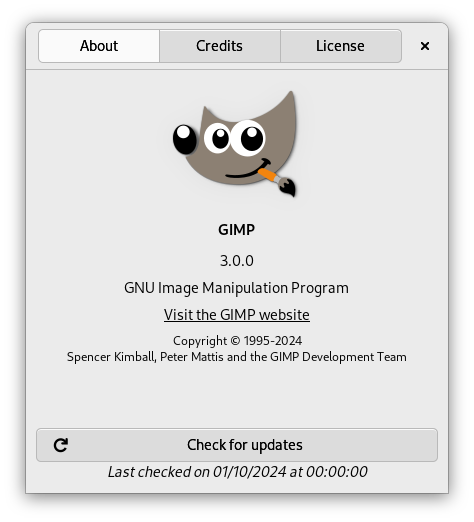 About
Credits
License
GIMP
3.0.0
GNU Image Manipulation Program
Visit the GIMP website
Copyright © 1995-2024
Spencer Kimball, Peter Mattis and the GIMP Development Team
Check for updates
Last checked on 01/10/2024 at 00:00:00